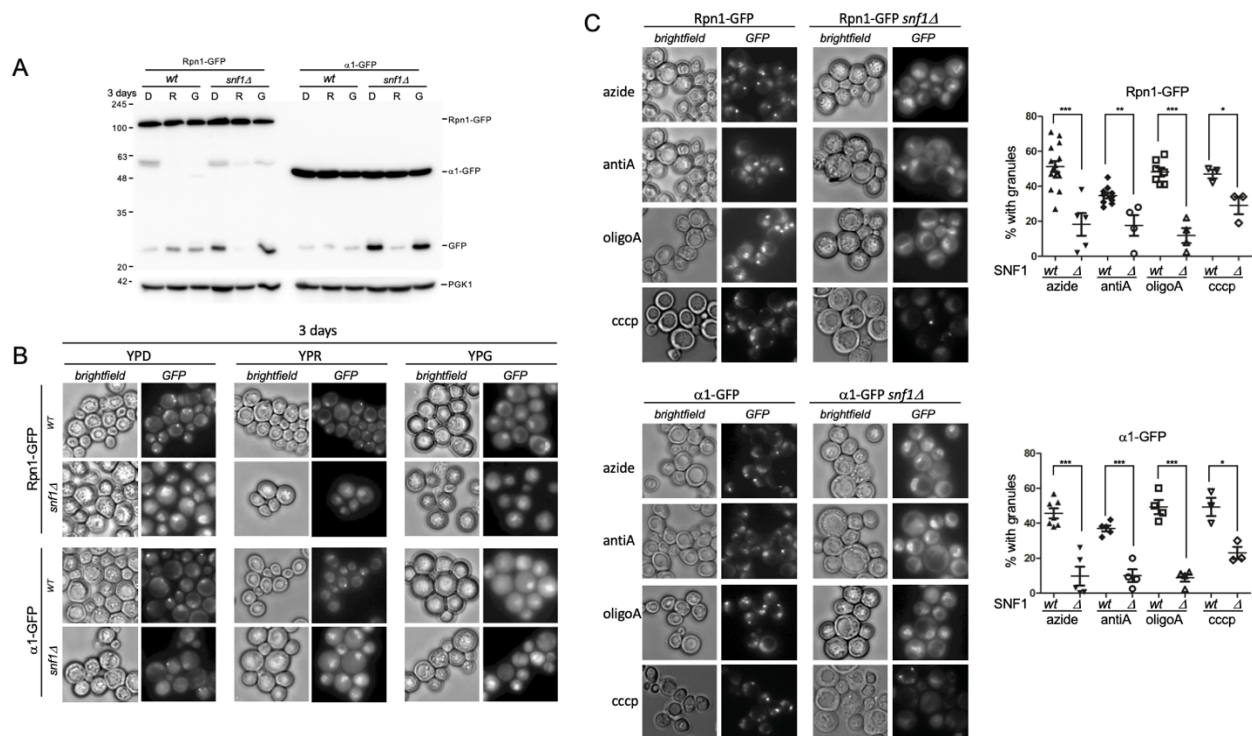 A
Rpn1-GFP
α1-GFP
wt
snf1Δ
wt
snf1Δ
3 days
D R G D R G D R G D R G
245
100
63
48
35
20
42
Rpn1-GFP
α1-GFP
GFP
PGK1
B
3 days
YPD
YPR
YPG
brightfield GFP
brightfield GFP
brightfield GFP
Rpn1-GFP
wt
snf1Δ
α1-GFP
wt
snf1Δ
C
Rpn1-GFP
Rpn1-GFP snf1Δ
brightfield GFP
brightfield GFP
azide
antiA
oligoA
cccp
Rpn1-GFP
*** ** *** *
% with granules
80
60
40
20
0
SNF1 wt Δ wt Δ wt Δ wt Δ
azide antiA oligoA cccp
α1-GFP
α1-GFP snf1Δ
brightfield GFP
brightfield GFP
azide
antiA
oligoA
cccp
α1-GFP
*** *** *** *
% with granules
80
60
40
20
0
SNF1 wt Δ wt Δ wt Δ wt Δ
azide antiA oligoA cccp